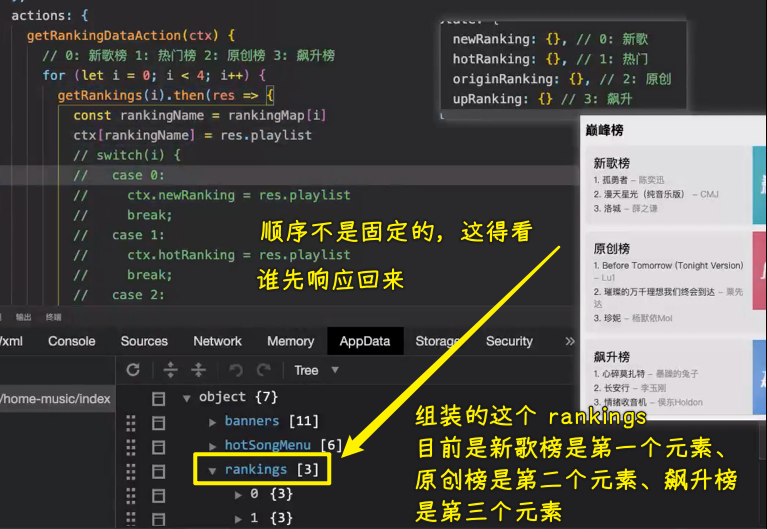 actions: {
getRankingDataAction(ctx) {
// 0: 新歌榜 1: 热门榜 2: 原创榜 3: 飙升榜
for (let i = 0; i < 4; i++) {
getRankings(i).then(res => {
const rankingName = rankingMap[i]
ctx[rankingName] = res.playlist
// switch(i) {
//   case 0:
//     ctx.newRanking = res.playlist
//     break;
//   case 1:
//     ctx.hotRanking = res.playlist
//     break;
//   case 2:
newRanking: {}, // 0: 新歌
hotRanking: {}, // 1: 热门
originRanking: {}, // 2: 原创
upRanking: {} // 3: 飙升
巅峰榜
新歌榜
1. 孤勇者 – 陈奕迅
2. 漫天星光（纯音乐版） – CMJ
3. 洛城 – 薛之谦
原创榜
1. Before Tomorrow (Tonight Version)
– Lu1
2. 璀璨的万千理想我们终会到达 – 栗先
达
3. 珍妮 – 杨默依Moi
飙升榜
1. 心碎莫扎特 – 暴躁的兔子
2. 长安行 – 李玉刚
3. 情绪收音机 – 侯东Holdon
顺序不是固定的，这得看
谁先响应回来
输出 终端
/xml Console Sources Network Memory AppData Storage Security »
Tree
/home-music/index
object {7}
banners [11]
hotSongMenu [6]
rankings [3]
0 {3}
1 {3}
组装的这个 rankings
目前是新歌榜是第一个元素、
原创榜是第二个元素、飙升榜
是第三个元素